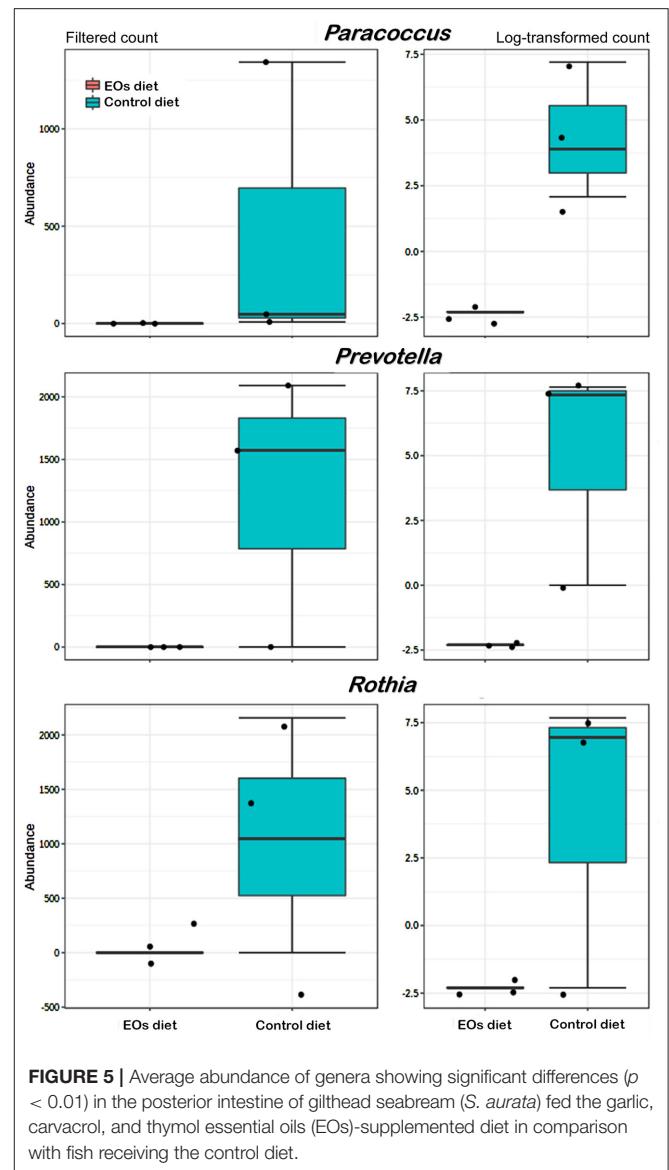 Paracoccus
Filtered count
Log-transformed count
EOs diet
Control diet
Abundance
1000
500
0
7.5
5.0
2.5
0.0
-2.5
Prevotella
Abundance
2000
1500
1000
500
0
7.5
5.0
2.5
0.0
-2.5
Rothia
Abundance
2000
1500
1000
500
0
-500
7.5
5.0
2.5
0.0
-2.5
EOs diet
Control diet
EOs diet
Control diet
FIGURE 5 | Average abundance of genera showing significant differences (p
< 0.01) in the posterior intestine of gilthead seabream (S. aurata) fed the garlic,
carvacrol, and thymol essential oils (EOs)-supplemented diet in comparison
with fish receiving the control diet.